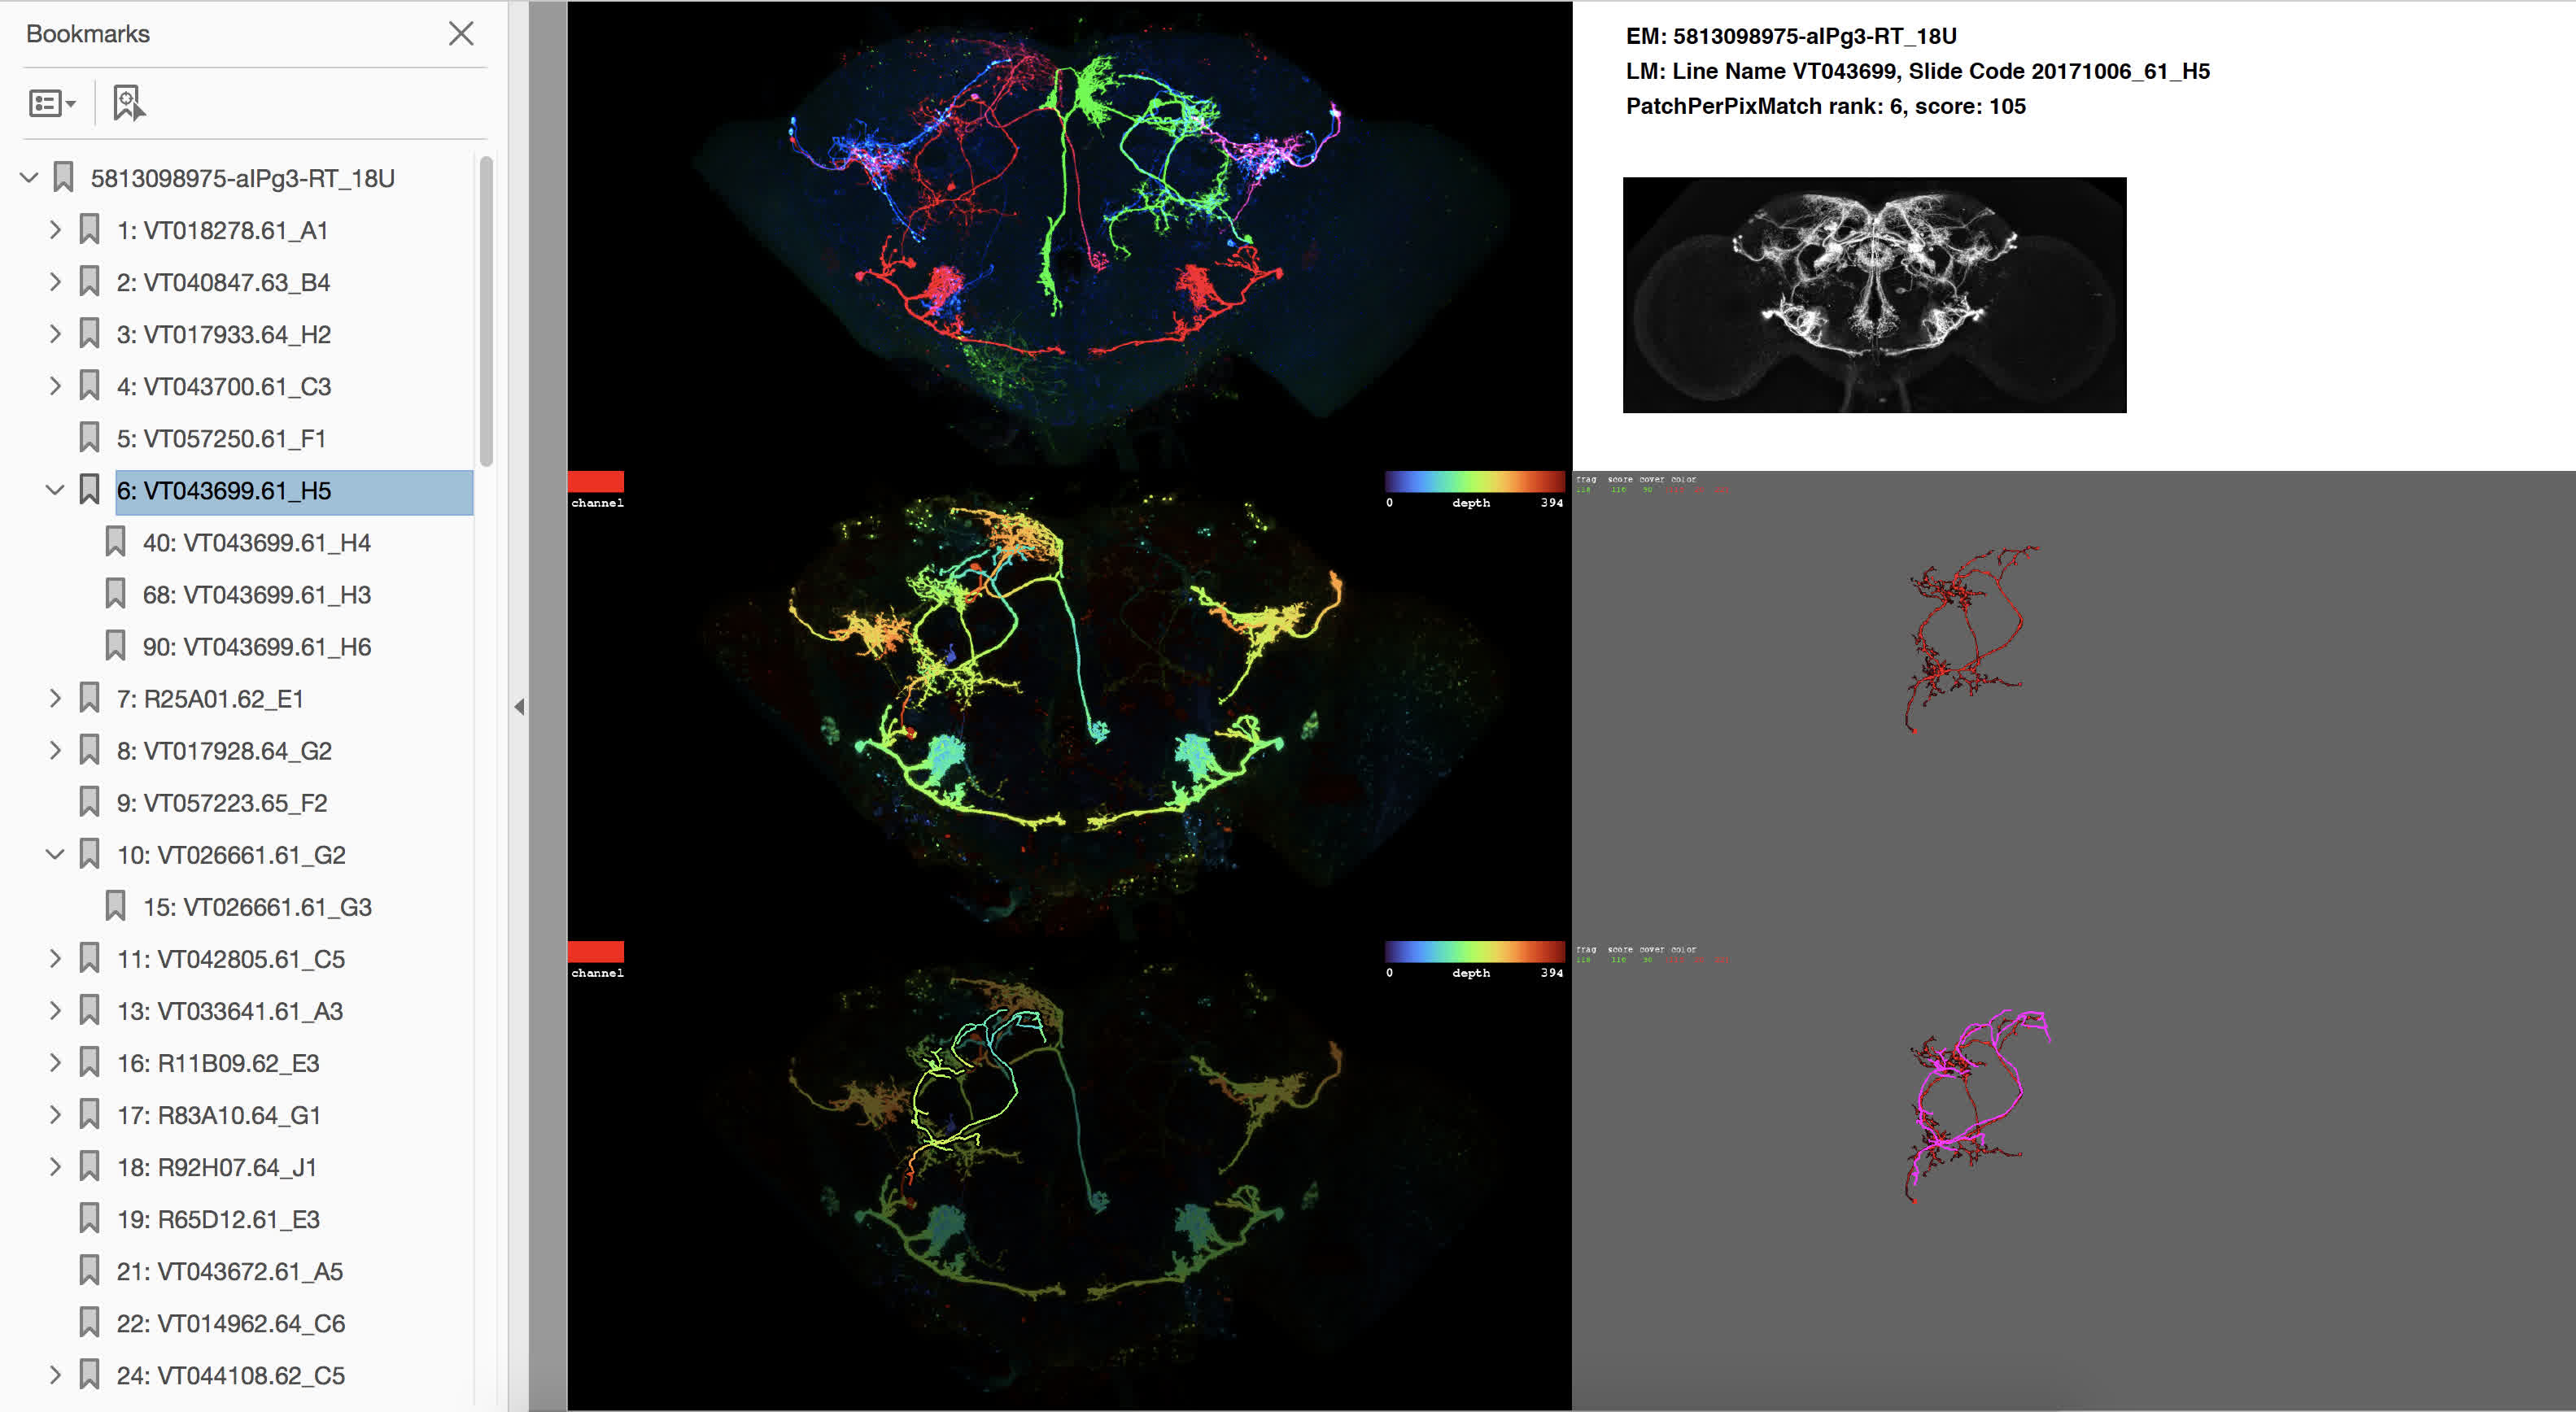 Bookmarks
5813098975-aIPg3-RT_18U
1: VT018278.61_A1
2: VT040847.63_B4
3: VT017933.64_H2
4: VT043700.61_C3
5: VT057250.61_F1
6: VT043699.61_H5
40: VT043699.61_H4
68: VT043699.61_H3
90: VT043699.61_H6
7: R25A01.62_E1
8: VT017928.64_G2
9: VT057223.65_F2
10: VT026661.61_G2
15: VT026661.61_G3
11: VT042805.61_C5
13: VT033641.61_A3
16: R11B09.62_E3
17: R83A10.64_G1
18: R92H07.64_J1
19: R65D12.61_E3
21: VT043672.61_A5
22: VT014962.64_C6
24: VT044108.62_C5
EM: 5813098975-aIPg3-RT_18U
LM: Line Name VT043699, Slide Code 20171006_61_H5
PatchPerPixMatch rank: 6, score: 105
channel
0 depth 394
frag score cover color
channel
0 depth 394
frag score cover color